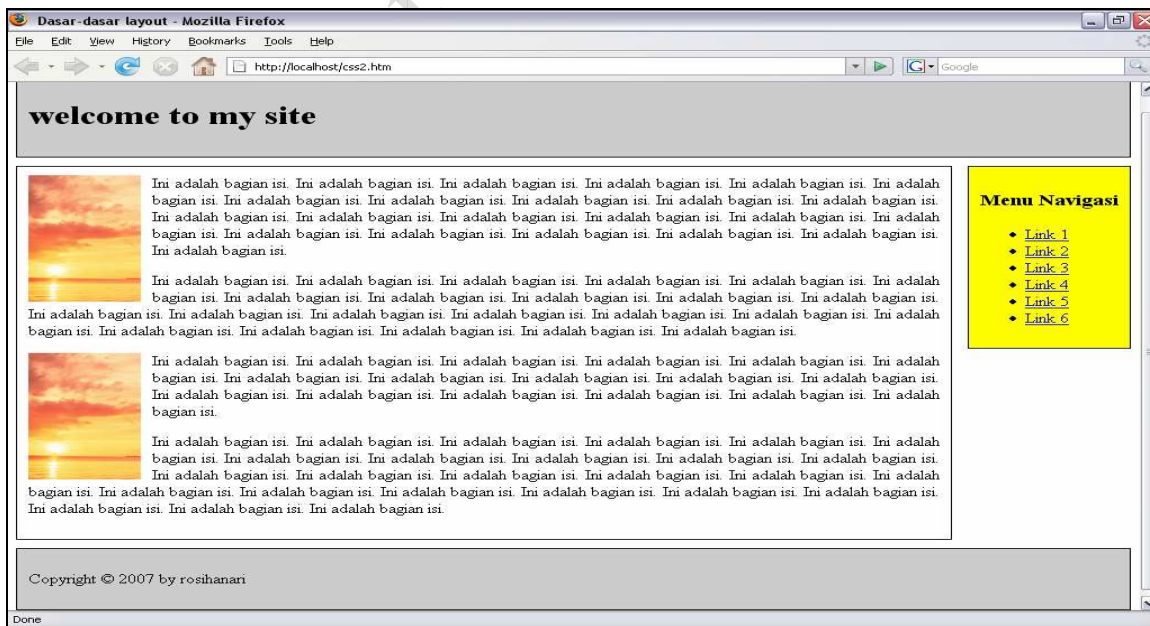 Dasar-dasar layout - Mozilla Firefox
File Edit View History Bookmarks Tools Help
http://localhost/css2.htm
Google
welcome to my site
Ini adalah bagian isi. Ini adalah bagian isi. Ini adalah bagian isi. Ini adalah bagian isi. Ini adalah bagian isi. Ini adalah
bagian isi. Ini adalah bagian isi. Ini adalah bagian isi. Ini adalah bagian isi. Ini adalah bagian isi. Ini adalah bagian isi.
Ini adalah bagian isi. Ini adalah bagian isi. Ini adalah bagian isi. Ini adalah bagian isi. Ini adalah bagian isi. Ini adalah
bagian isi. Ini adalah bagian isi. Ini adalah bagian isi. Ini adalah bagian isi. Ini adalah bagian isi. Ini adalah bagian isi.
Ini adalah bagian isi.
Ini adalah bagian isi. Ini adalah bagian isi. Ini adalah bagian isi. Ini adalah bagian isi. Ini adalah bagian isi. Ini adalah
bagian isi. Ini adalah bagian isi. Ini adalah bagian isi. Ini adalah bagian isi. Ini adalah bagian isi. Ini adalah bagian isi.
Ini adalah bagian isi. Ini adalah bagian isi. Ini adalah bagian isi. Ini adalah bagian isi. Ini adalah bagian isi. Ini adalah
bagian isi. Ini adalah bagian isi. Ini adalah bagian isi. Ini adalah bagian isi. Ini adalah bagian isi.
Ini adalah bagian isi. Ini adalah bagian isi. Ini adalah bagian isi. Ini adalah bagian isi. Ini adalah bagian isi. Ini adalah
bagian isi. Ini adalah bagian isi. Ini adalah bagian isi. Ini adalah bagian isi. Ini adalah bagian isi. Ini adalah bagian isi.
Ini adalah bagian isi. Ini adalah bagian isi. Ini adalah bagian isi. Ini adalah bagian isi. Ini adalah bagian isi. Ini adalah
bagian isi.
Ini adalah bagian isi. Ini adalah bagian isi. Ini adalah bagian isi. Ini adalah bagian isi. Ini adalah bagian isi. Ini adalah
bagian isi. Ini adalah bagian isi. Ini adalah bagian isi. Ini adalah bagian isi. Ini adalah bagian isi. Ini adalah bagian isi.
Ini adalah bagian isi. Ini adalah bagian isi. Ini adalah bagian isi. Ini adalah bagian isi. Ini adalah bagian isi. Ini adalah
bagian isi. Ini adalah bagian isi. Ini adalah bagian isi. Ini adalah bagian isi. Ini adalah bagian isi. Ini adalah bagian isi.
Ini adalah bagian isi. Ini adalah bagian isi. Ini adalah bagian isi.
Menu Navigasi
Link 1
Link 2
Link 3
Link 4
Link 5
Link 6
Copyright © 2007 by rosihanari
Done